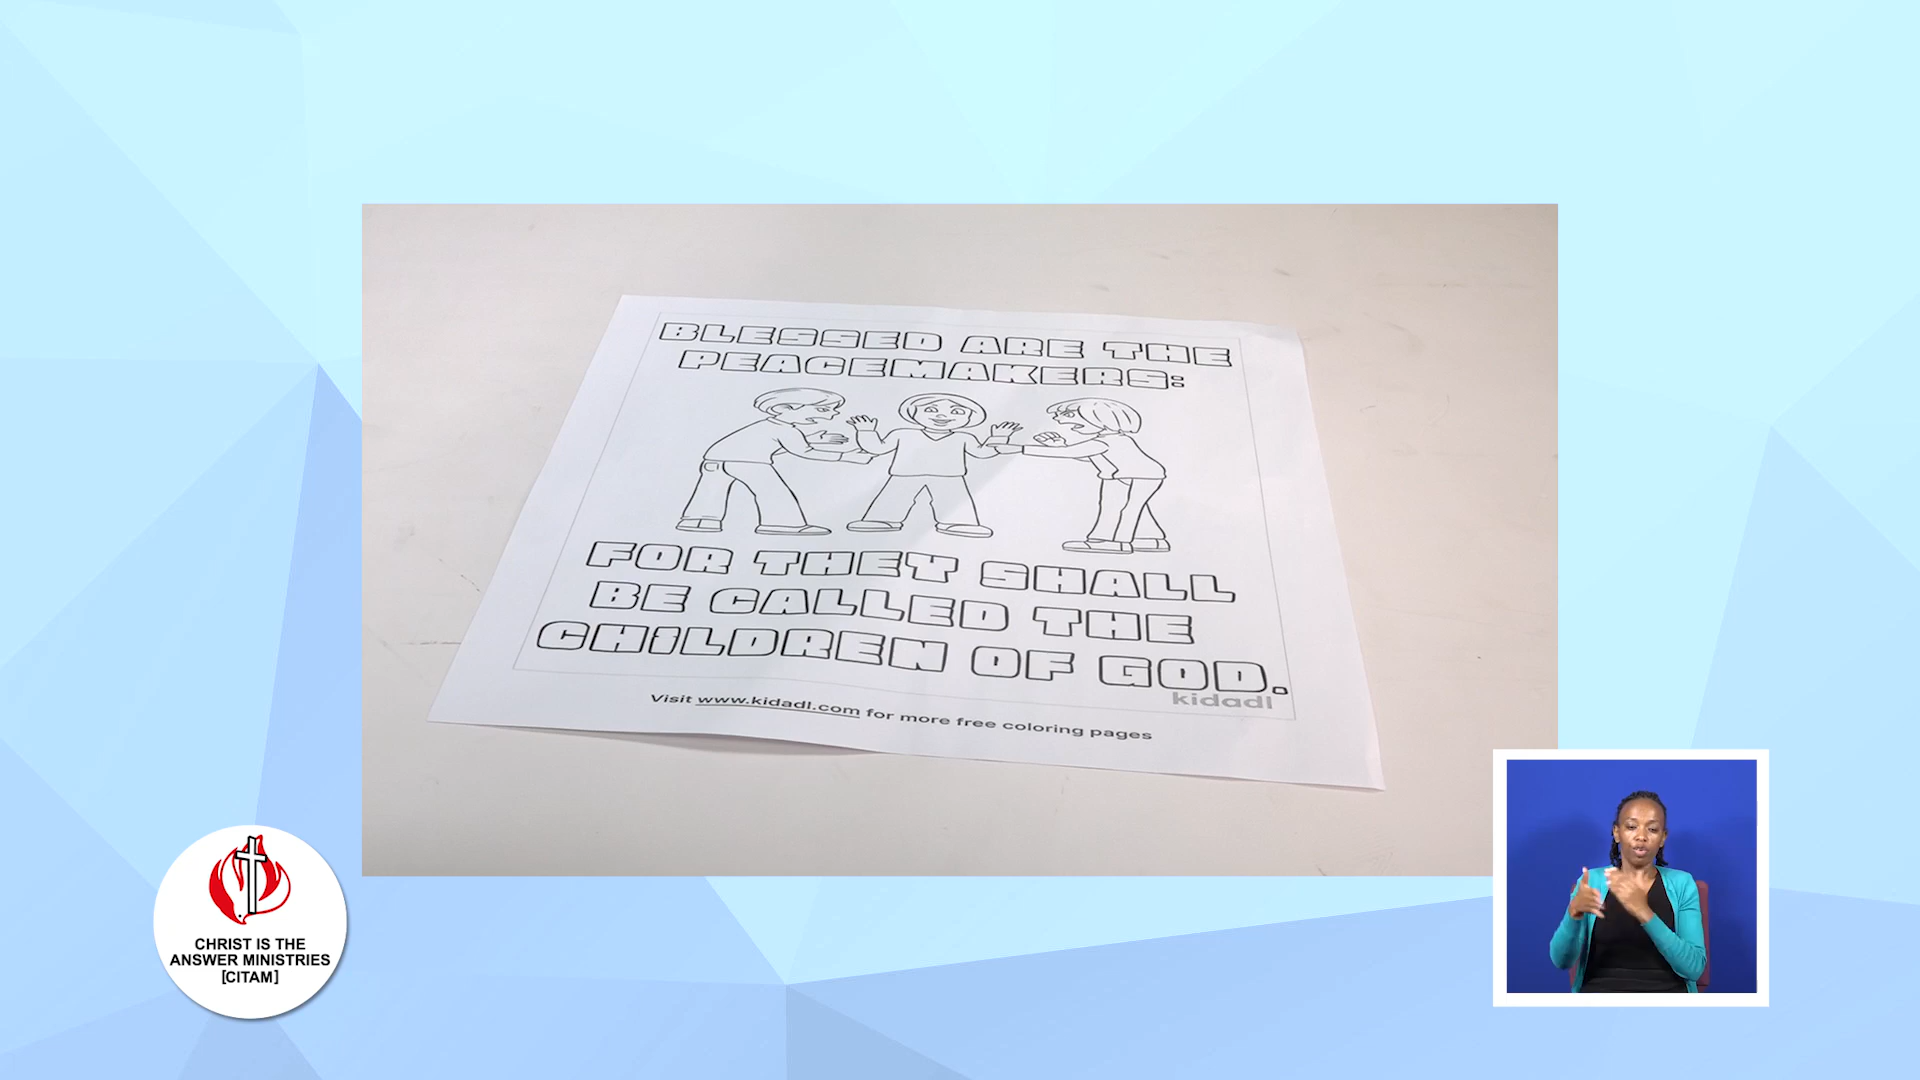 BLESSED ARE THE
PEACEMAKERS:
FOR THEY SHALL
BE CALLED THE
CHiLDREN OF GOD.
kidadl
Visit www.kidadl.com for more free coloring pages
CHRIST IS THE
ANSWER MINISTRIES
[CITAM]